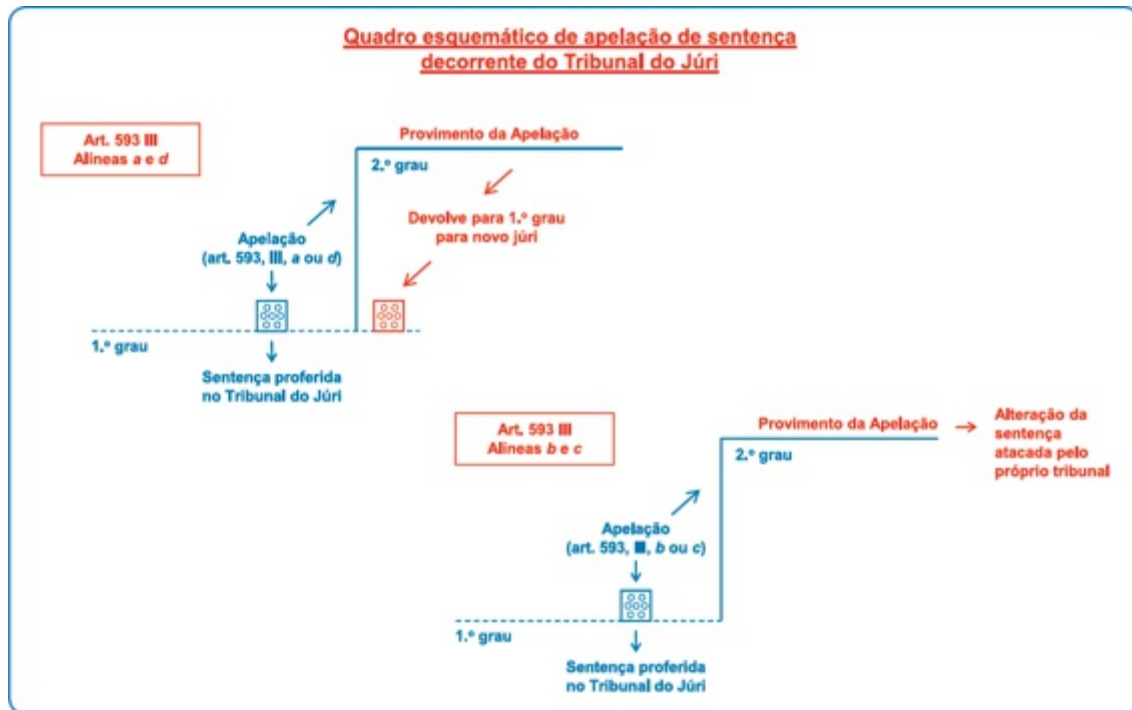 Quadro esquemático de apelação de sentença
decorrente do Tribunal do Júri
Art. 593 III
Alíneas a e d
Provimento da Apelação
2.º grau
Devolve para 1.º grau
para novo júri
Apelação
(art. 593, III, a ou d)
1.º grau
Sentença proferida
no Tribunal do Júri
Art. 593 III
Alíneas b e c
Provimento da Apelação
Alteração da
sentença
atacada pelo
próprio tribunal
2.º grau
Apelação
(art. 593, III, b ou c)
1.º grau
Sentença proferida
no Tribunal do Júri